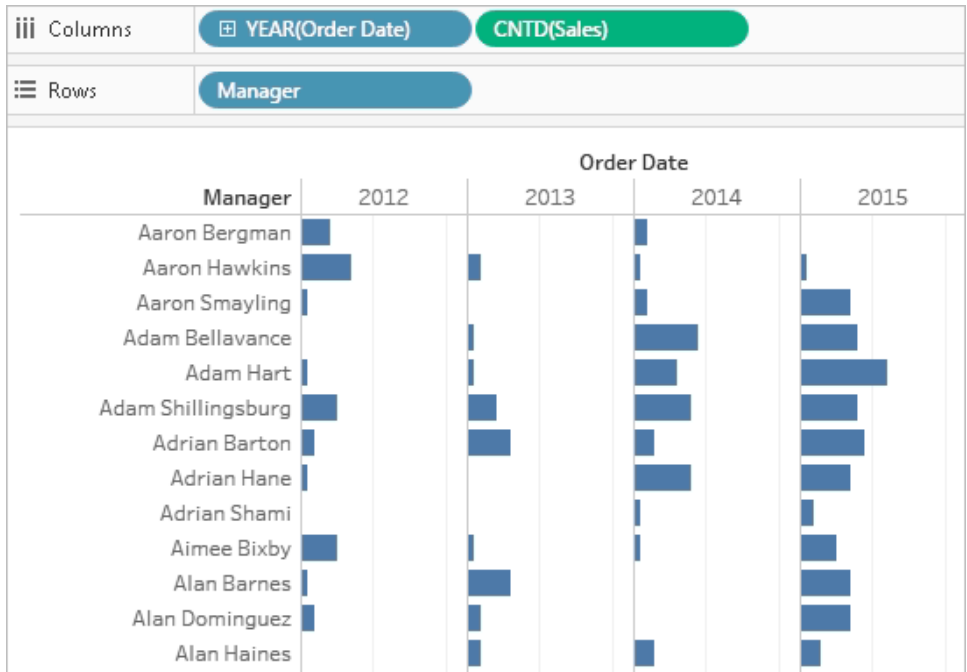 Columns YEAR(Order Date) CNTD(Sales)
Rows Manager
Order Date
Manager 2012 2013 2014 2015
Aaron Bergman
Aaron Hawkins
Aaron Smayling
Adam Bellavance
Adam Hart
Adam Shillingsburg
Adrian Barton
Adrian Hane
Adrian Shami
Aimee Bixby
Alan Barnes
Alan Dominguez
Alan Haines